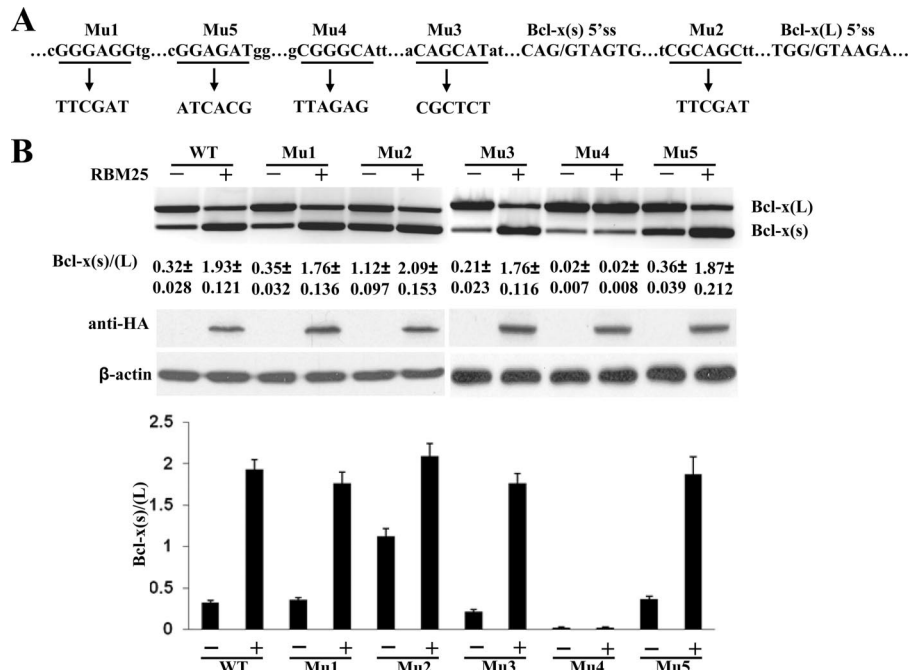 A
Mu1 Mu5 Mu4 Mu3 Bcl-x(s) 5'ss Mu2 Bcl-x(L) 5'ss
...cGGGAGGtg...cGGAGATgg...gCGGGCAtt...aCAGCATat...CAG/GTAGTG...tCGCAGCtt...TGG/GTAAGA...
TTCGAT ATCACG TTAGAG CGCTCT TTCGAT
B
WT Mu1 Mu2 Mu3 Mu4 Mu5
RBM25 − + − + − + − + − + − +
Bcl-x(L)
Bcl-x(s)
Bcl-x(s)/(L) 0.32± 1.93± 0.35± 1.76± 1.12± 2.09± 0.21± 1.76± 0.02± 0.02± 0.36± 1.87±
0.028 0.121 0.032 0.136 0.097 0.153 0.023 0.116 0.007 0.008 0.039 0.212
anti-HA
β-actin
Bcl-x(s)/(L)
2.5
2
1.5
1
0.5
0
− + − + − + − + − + − +
WT Mu1 Mu2 Mu3 Mu4 Mu5